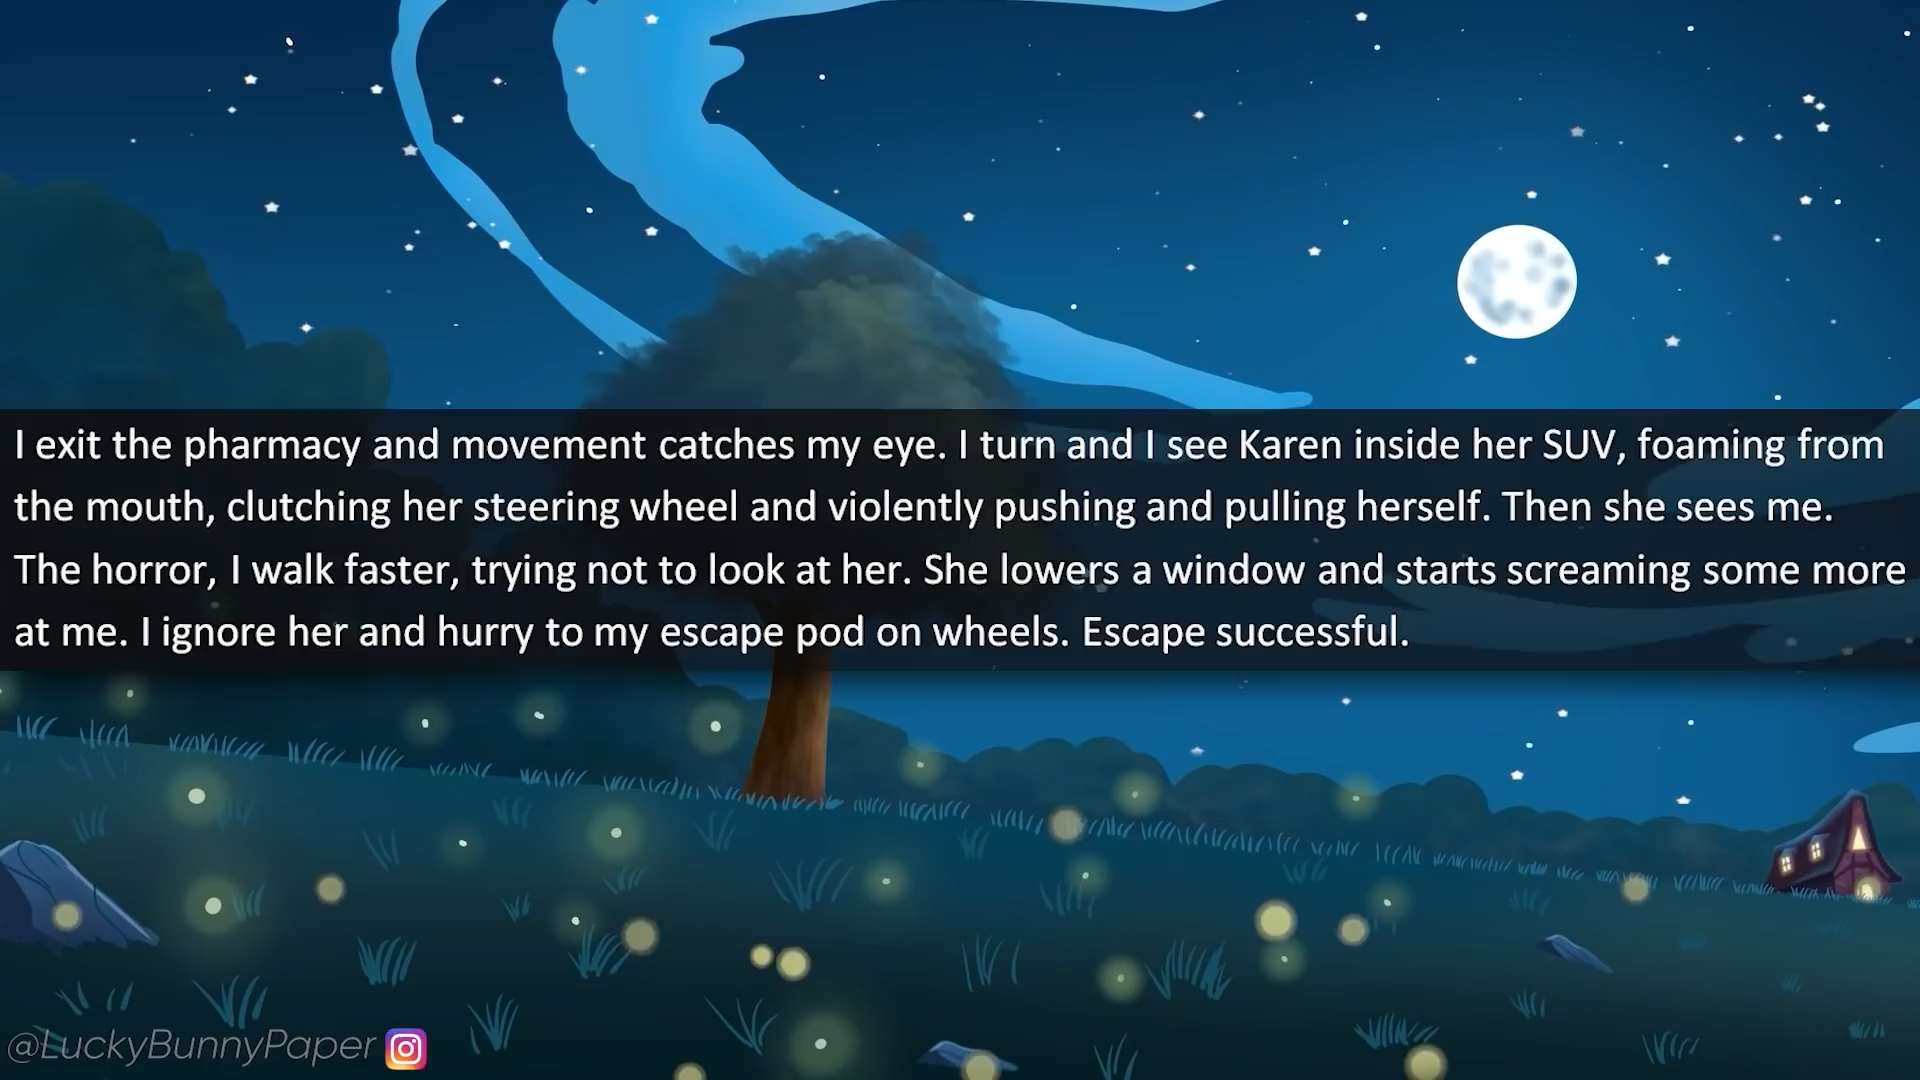 I exit the pharmacy and movement catches my eye. I turn and I see Karen inside her SUV, foaming from
the mouth, clutching her steering wheel and violently pushing and pulling herself. Then she sees me.
The horror, I walk faster, trying not to look at her. She lowers a window and starts screaming some more
at me. I ignore her and hurry to my escape pod on wheels. Escape successful.
@LuckyBunnyPaper